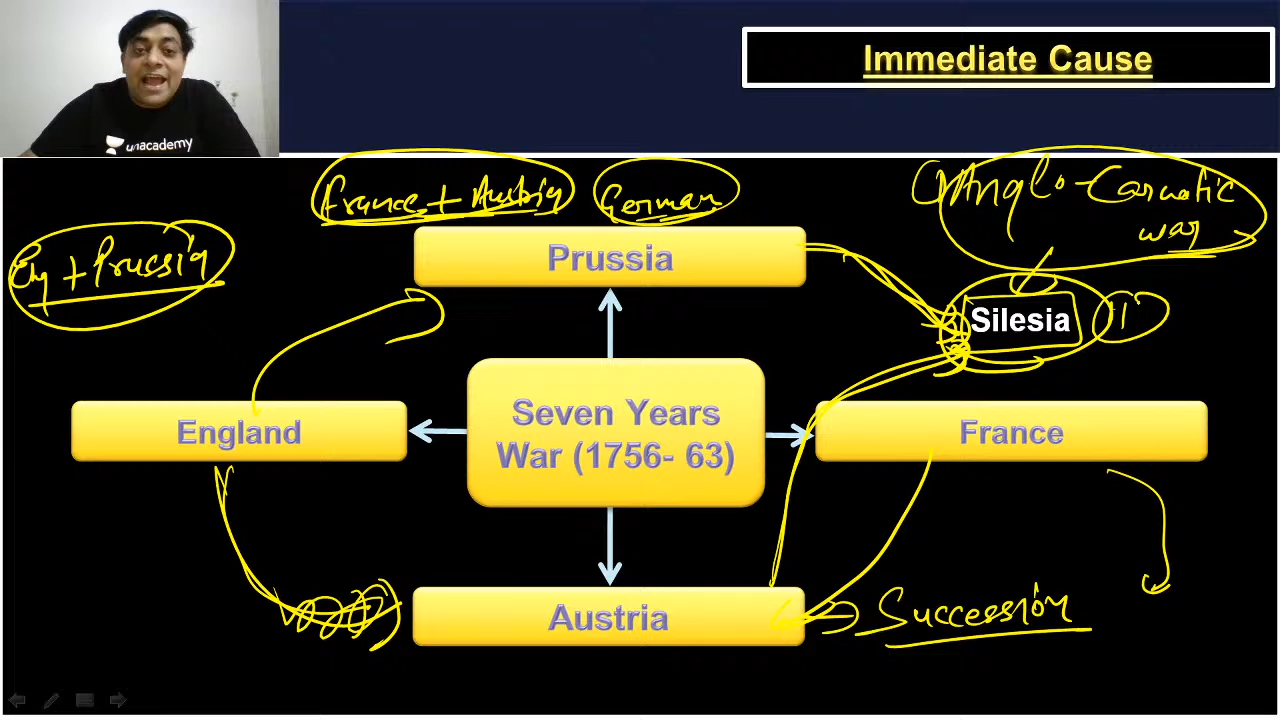 unacademy
Immediate Cause
France + Austria
German
Anglo - Carnatic
war
Eng + Prussia
Prussia
Silesia
England
Seven Years
War (1756- 63)
France
Austria
Succession